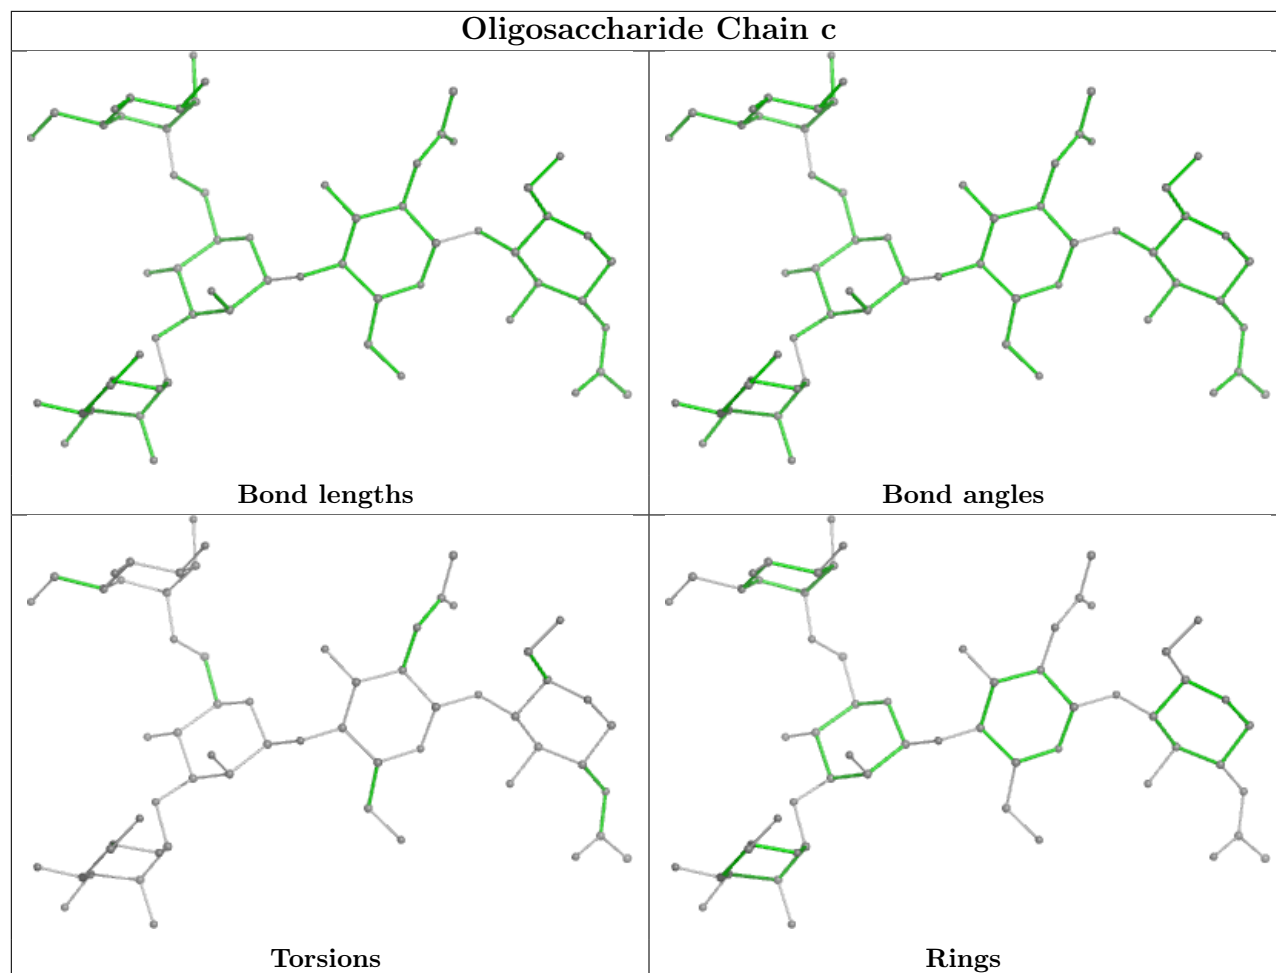 Oligosaccharide Chain c
Bond lengths
Bond angles
Torsions
Rings